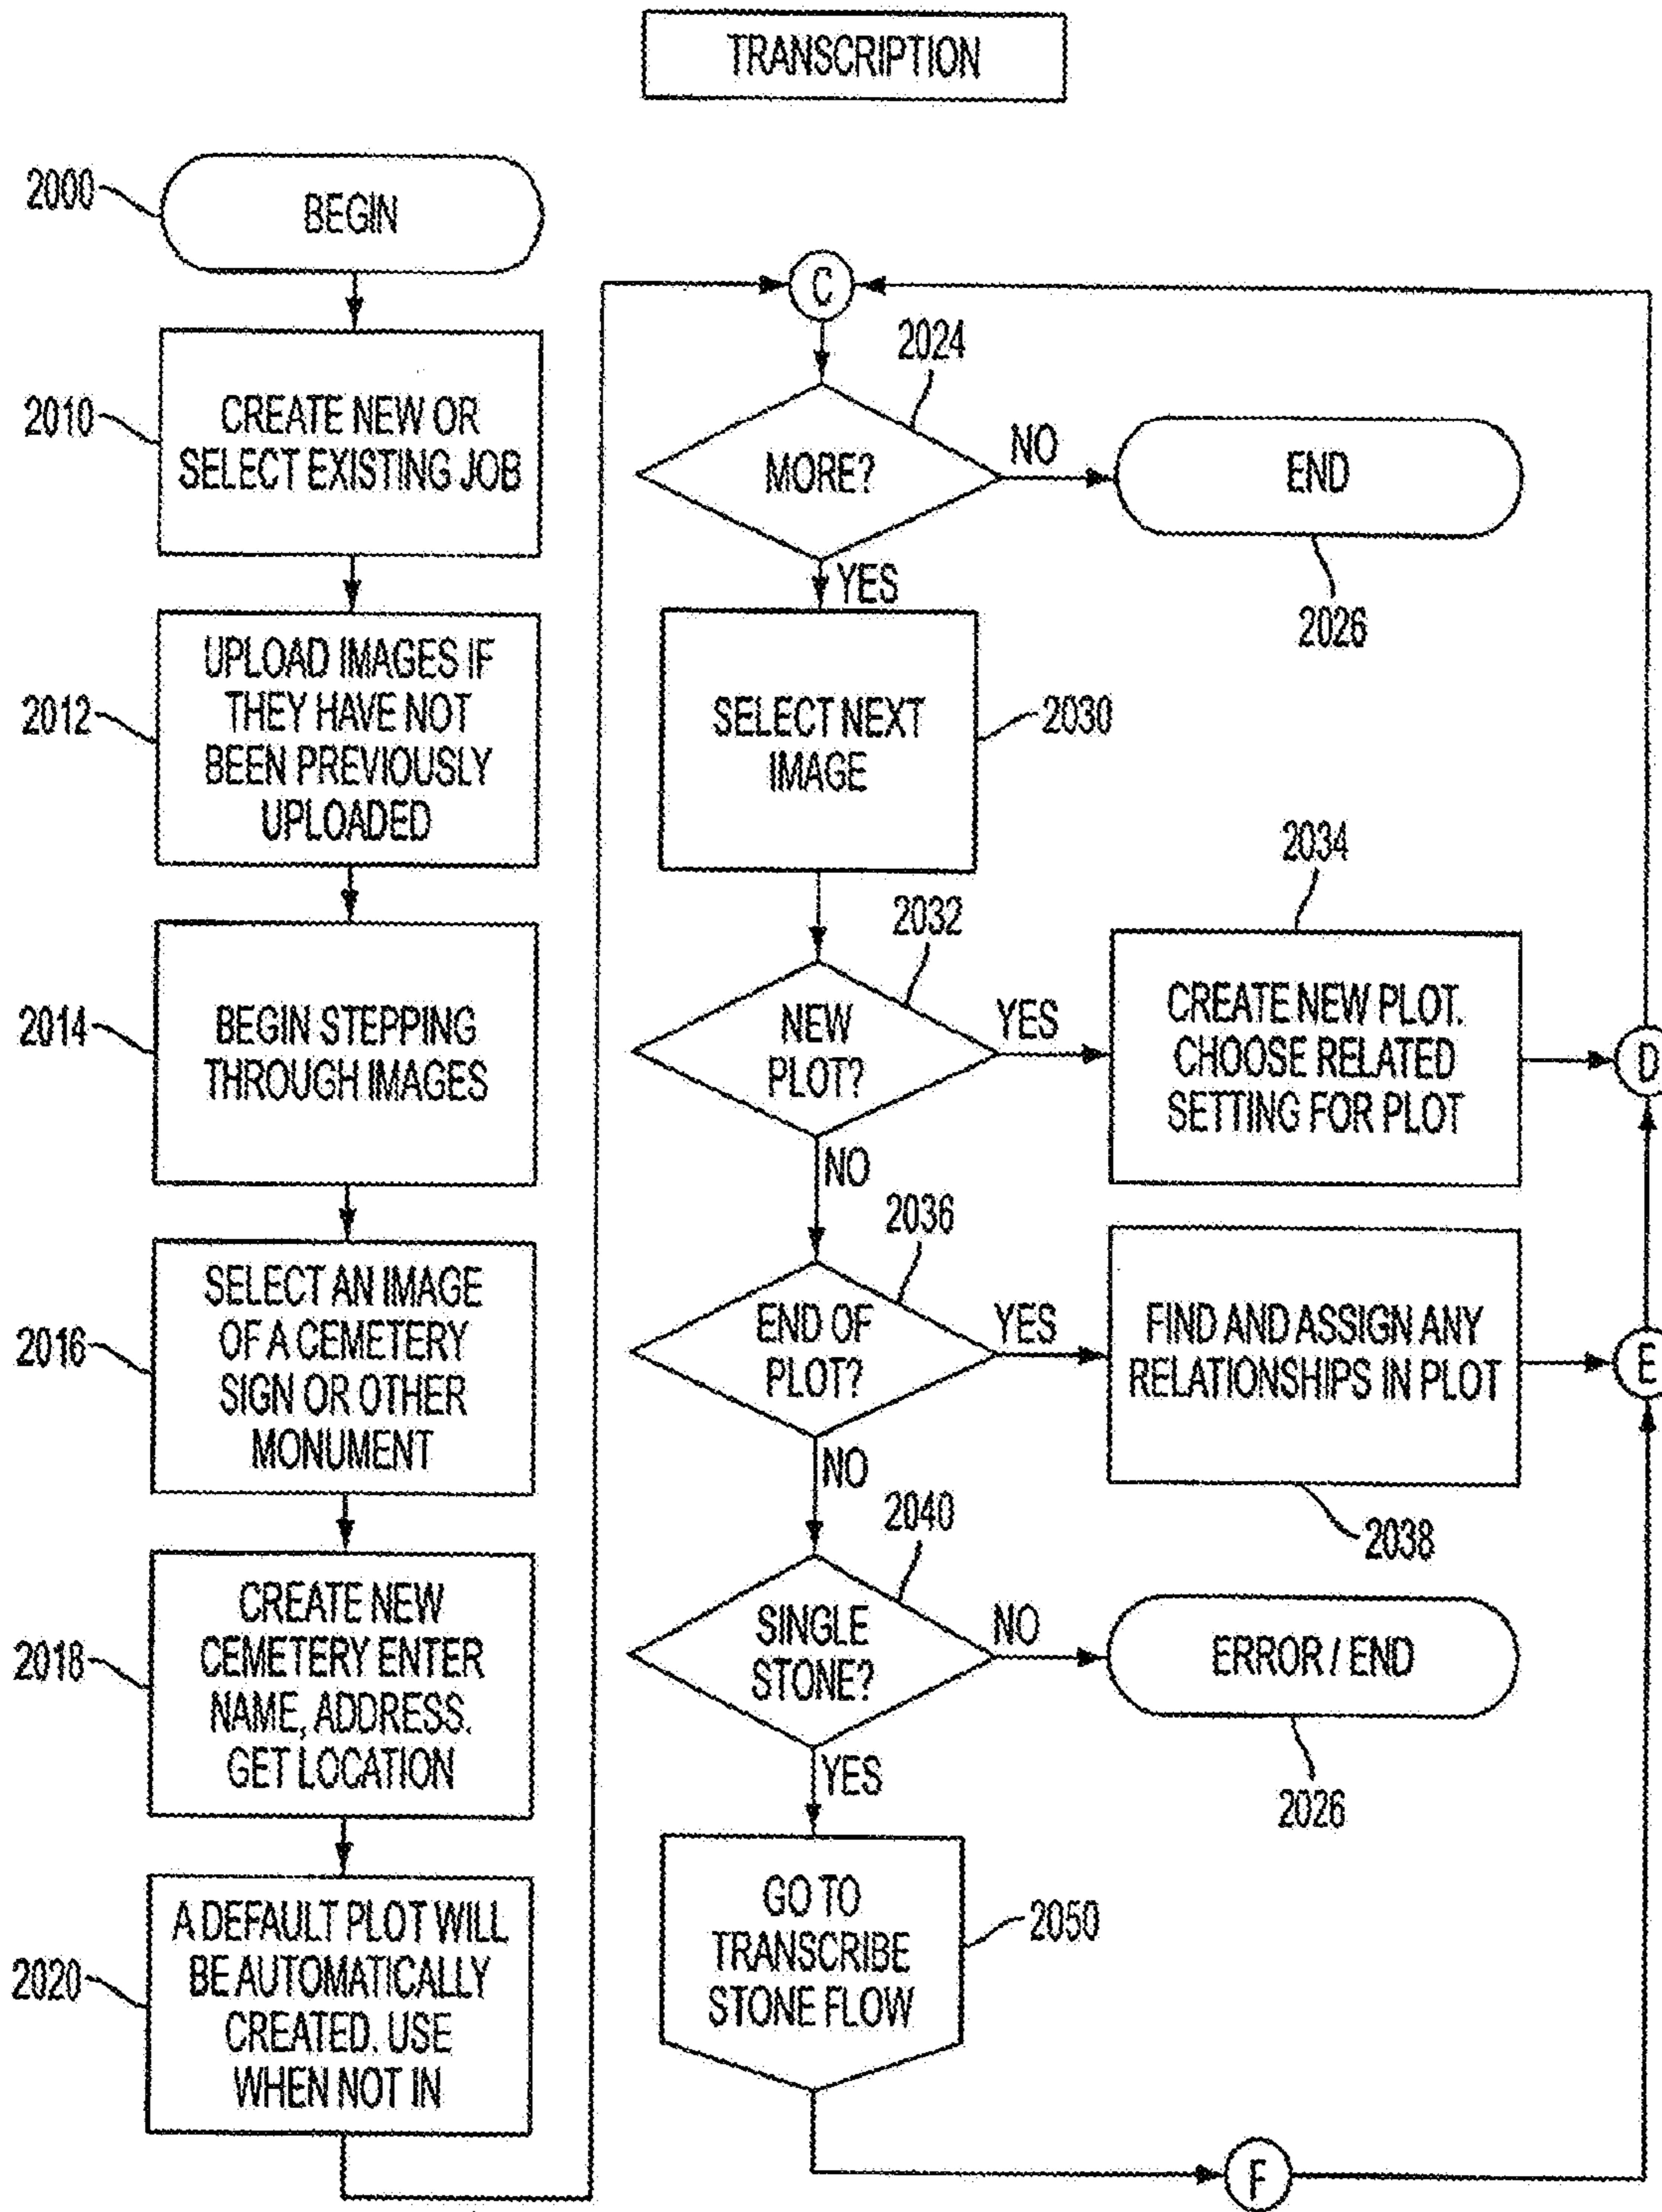 TRANSCRIPTION
2000
BEGIN
2010
CREATE NEW OR
SELECT EXISTING JOB
2012
UPLOAD IMAGES IF
THEY HAVE NOT
BEEN PREVIOUSLY
UPLOADED
2014
BEGIN STEPPING
THROUGH IMAGES
2016
SELECT AN IMAGE
OF A CEMETERY
SIGN OR OTHER
MONUMENT
2018
CREATE NEW
CEMETERY ENTER
NAME, ADDRESS.
GET LOCATION
2020
A DEFAULT PLOT WILL
BE AUTOMATICALLY
CREATED. USE
WHEN NOT IN
C
2024
MORE?
NO
END
2026
YES
SELECT NEXT
IMAGE
2030
2032
NEW
PLOT?
YES
2034
CREATE NEW PLOT.
CHOOSE RELATED
SETTING FOR PLOT
D
NO
2036
END OF
PLOT?
YES
FIND AND ASSIGN ANY
RELATIONSHIPS IN PLOT
2038
E
NO
2040
SINGLE
STONE?
NO
ERROR / END
2026
YES
GO TO
TRANSCRIBE
STONE FLOW
2050
F